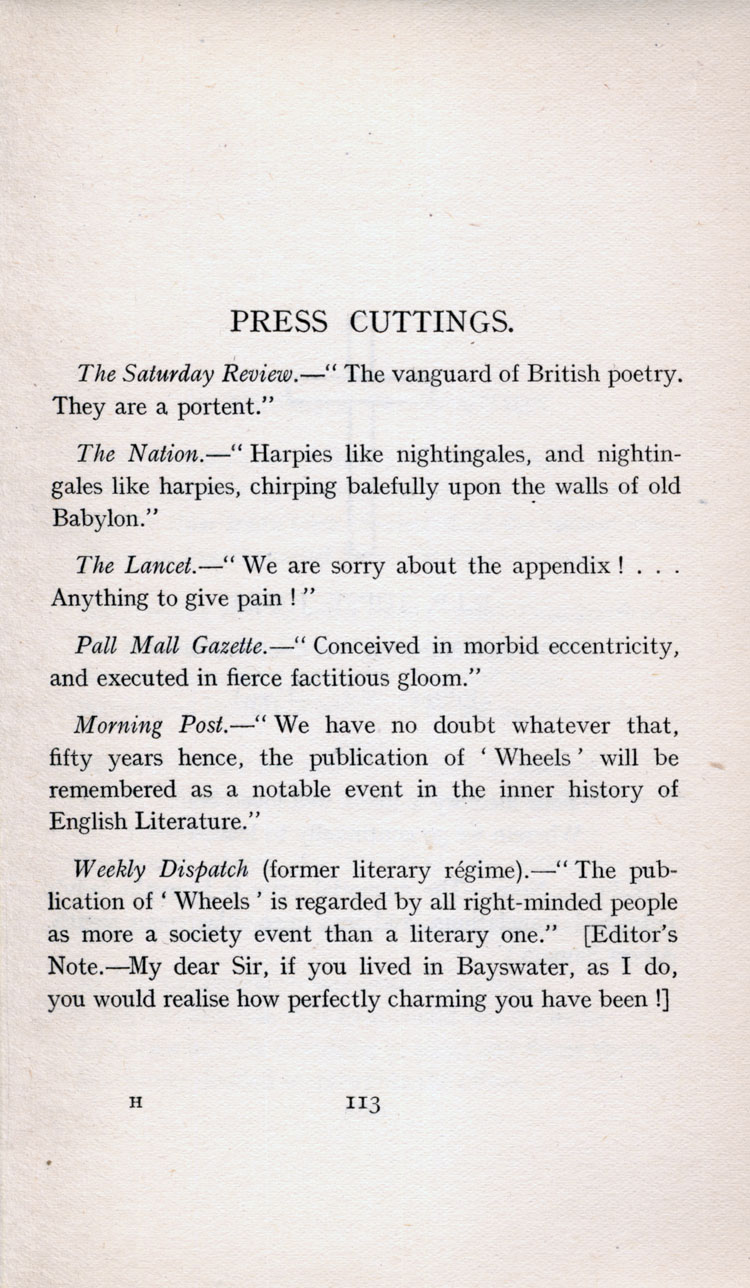 PRESS CUTTINGS.
The Saturday Review.—“ The vanguard of British poetry.
They are a portent.”
The Nation.—“ Harpies like nightingales, and nightin-
gales like harpies, chirping balefully upon the walls of old
Babylon.”
The Lancet.—“ We are sorry about the appendix ! . . .
Anything to give pain ! ”
Pall Mall Gazette.—“ Conceived in morbid eccentricity,
and executed in fierce factitious gloom.”
Morning Post.—“ We have no doubt whatever that,
fifty years hence, the publication of ‘ Wheels ’ will be
remembered as a notable event in the inner history of
English Literature.”
Weekly Dispatch (former literary régime).—“ The pub-
lication of ‘ Wheels ’ is regarded by all right-minded people
as more a society event than a literary one.” [Editor’s
Note.—My dear Sir, if you lived in Bayswater, as I do,
you would realise how perfectly charming you have been !]
H 113